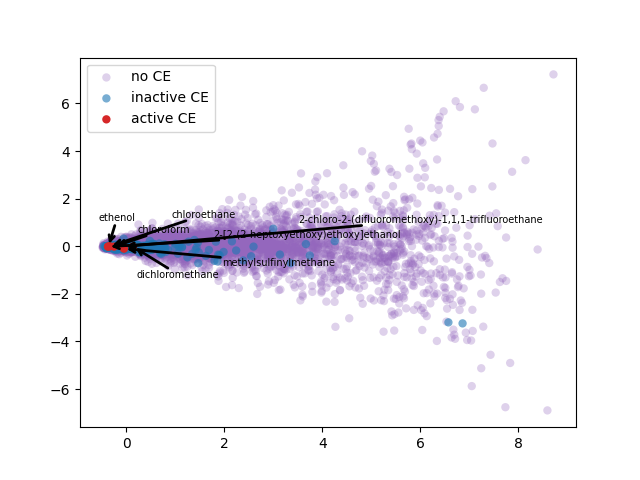 no CE
inactive CE
active CE
ethenol
chloroethane
2-chloro-2-(difluoromethoxy)-1,1,1-trifluoroethane
chloroform
2-[2-(2-heptoxyethoxy)ethoxy]ethanol
methylsulfinylmethane
dichloromethane
6
4
2
0
−2
−4
−6
0 2 4 6 8